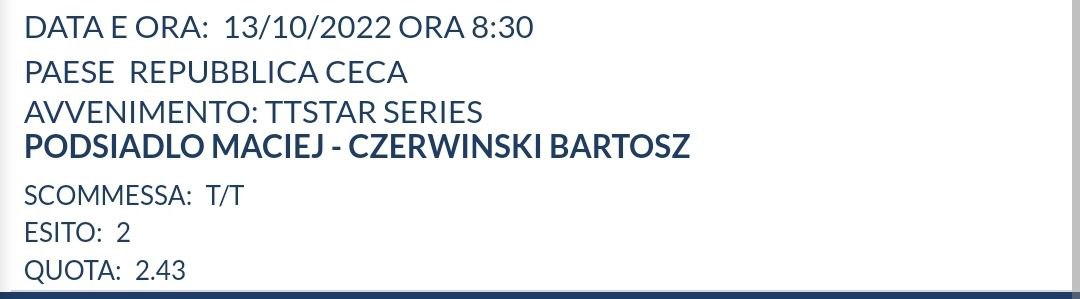 DATA E ORA: 13/10/2022 ORA 8:30
PAESE REPUBBLICA CECA
AVVENIMENTO: TTSTAR SERIES
PODSIADLO MACIEJ - CZERWINSKI BARTOSZ
SCOMMESSA: T/T
ESITO: 2
QUOTA: 2.43